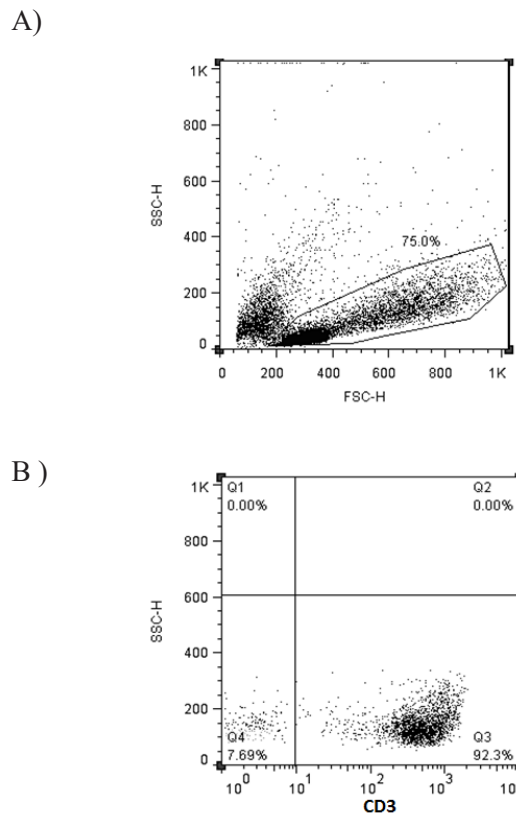 A)
1K
800
600
400
200
0
SSC-H
75.0%
0 200 400 600 800 1K
FSC-H
B )
1K
800
600
400
200
0
SSC-H
Q1
0.00%
Q2
0.00%
Q4
7.69%
Q3
92.3%
10^0 10^1 10^2 10^3
CD3